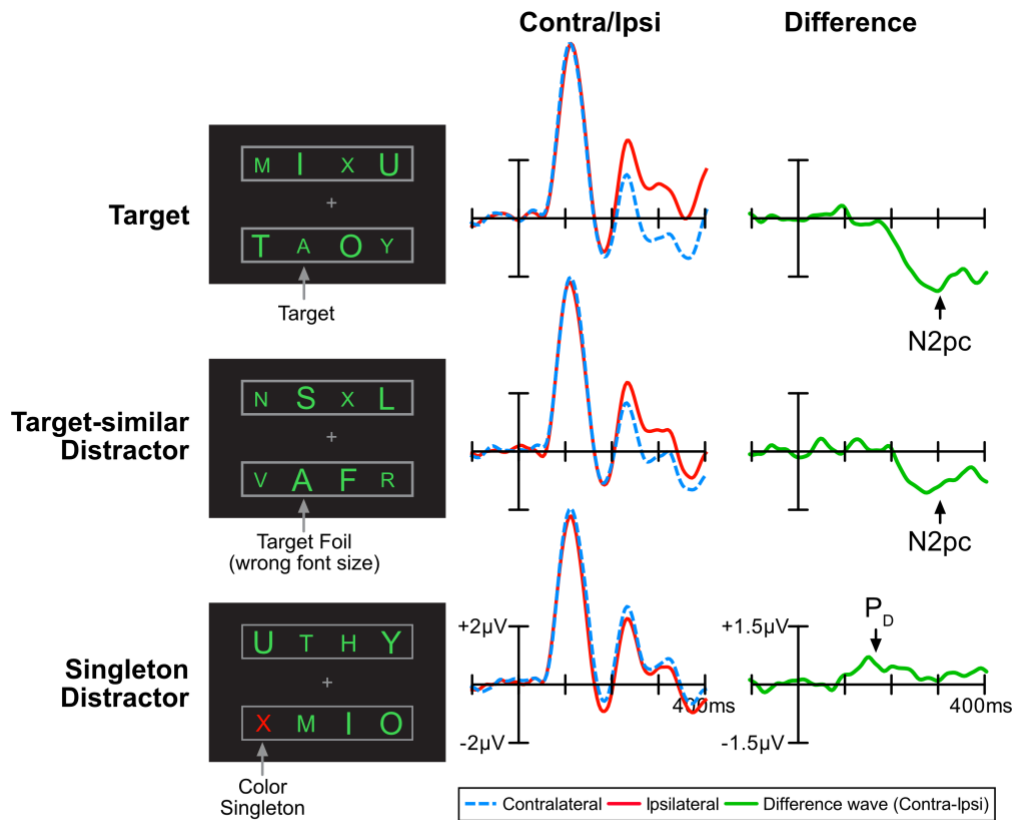 Contra/Ipsi Difference
M I X U
+
T A O Y
Target
Target
N2pc
N S X L
+
V A F R
Target-similar
Distractor
Target Foil
(wrong font size)
N2pc
U T H Y
+
X M I O
Singleton
Distractor
Color
Singleton
+2µV
-2µV
400ms
P_D
+1.5µV
-1.5µV
400ms
Contralateral Ipsilateral Difference wave (Contra-Ipsi)